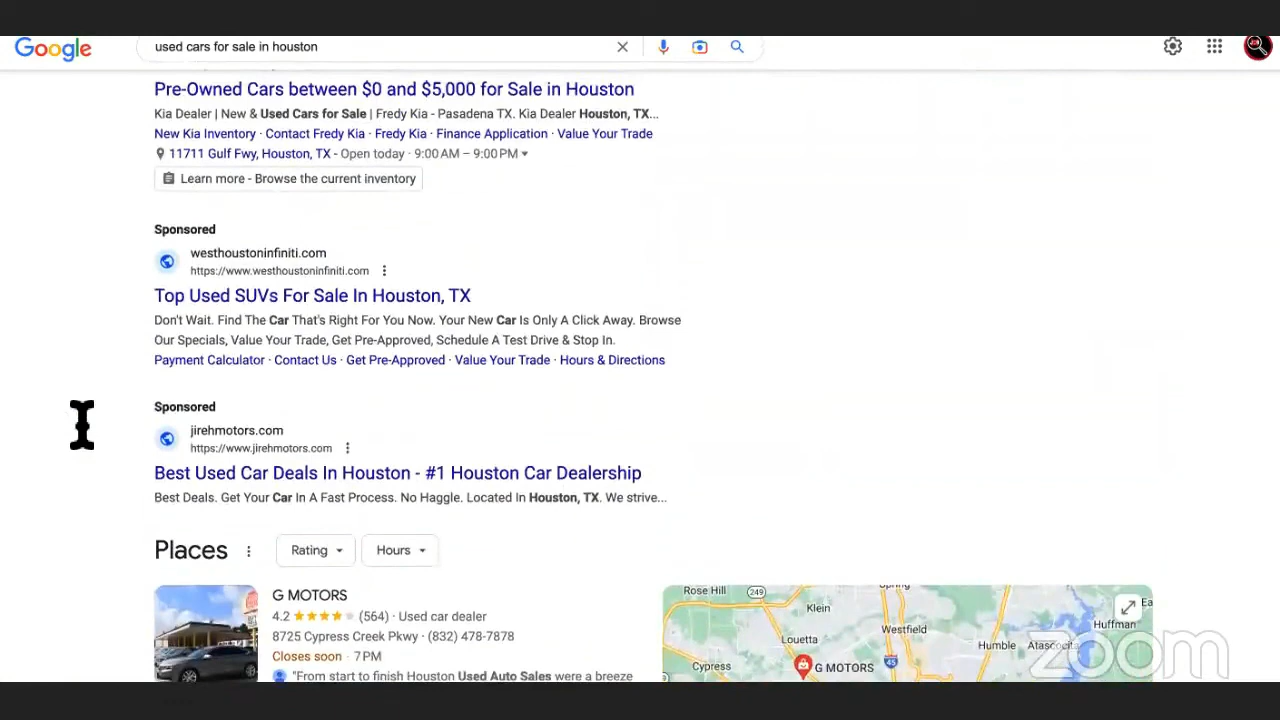 Google
used cars for sale in houston
Pre-Owned Cars between $0 and $5,000 for Sale in Houston
Kia Dealer | New & Used Cars for Sale | Fredy Kia - Pasadena TX. Kia Dealer Houston, TX...
New Kia Inventory · Contact Fredy Kia · Fredy Kia · Finance Application · Value Your Trade
11711 Gulf Fwy, Houston, TX - Open today · 9:00 AM – 9:00 PM
Learn more - Browse the current inventory
Sponsored
westhoustoninfiniti.com
https://www.westhoustoninfiniti.com
Top Used SUVs For Sale In Houston, TX
Don't Wait. Find The Car That's Right For You Now. Your New Car Is Only A Click Away. Browse
Our Specials, Value Your Trade, Get Pre-Approved, Schedule A Test Drive & Stop In.
Payment Calculator · Contact Us · Get Pre-Approved · Value Your Trade · Hours & Directions
Sponsored
jirehmotors.com
https://www.jirehmotors.com
Best Used Car Deals In Houston - #1 Houston Car Dealership
Best Deals. Get Your Car In A Fast Process. No Haggle. Located In Houston, TX. We strive...
Places
Rating
Hours
G MOTORS
4.2 (564) · Used car dealer
8725 Cypress Creek Pkwy · (832) 478-7878
Closes soon · 7 PM
"From start to finish Houston Used Auto Sales were a breeze
Rose Hill
249
Spring
Klein
Huffman
Louetta
Westfield
Humble
Atascocita
Cypress
G MOTORS
45
zoom